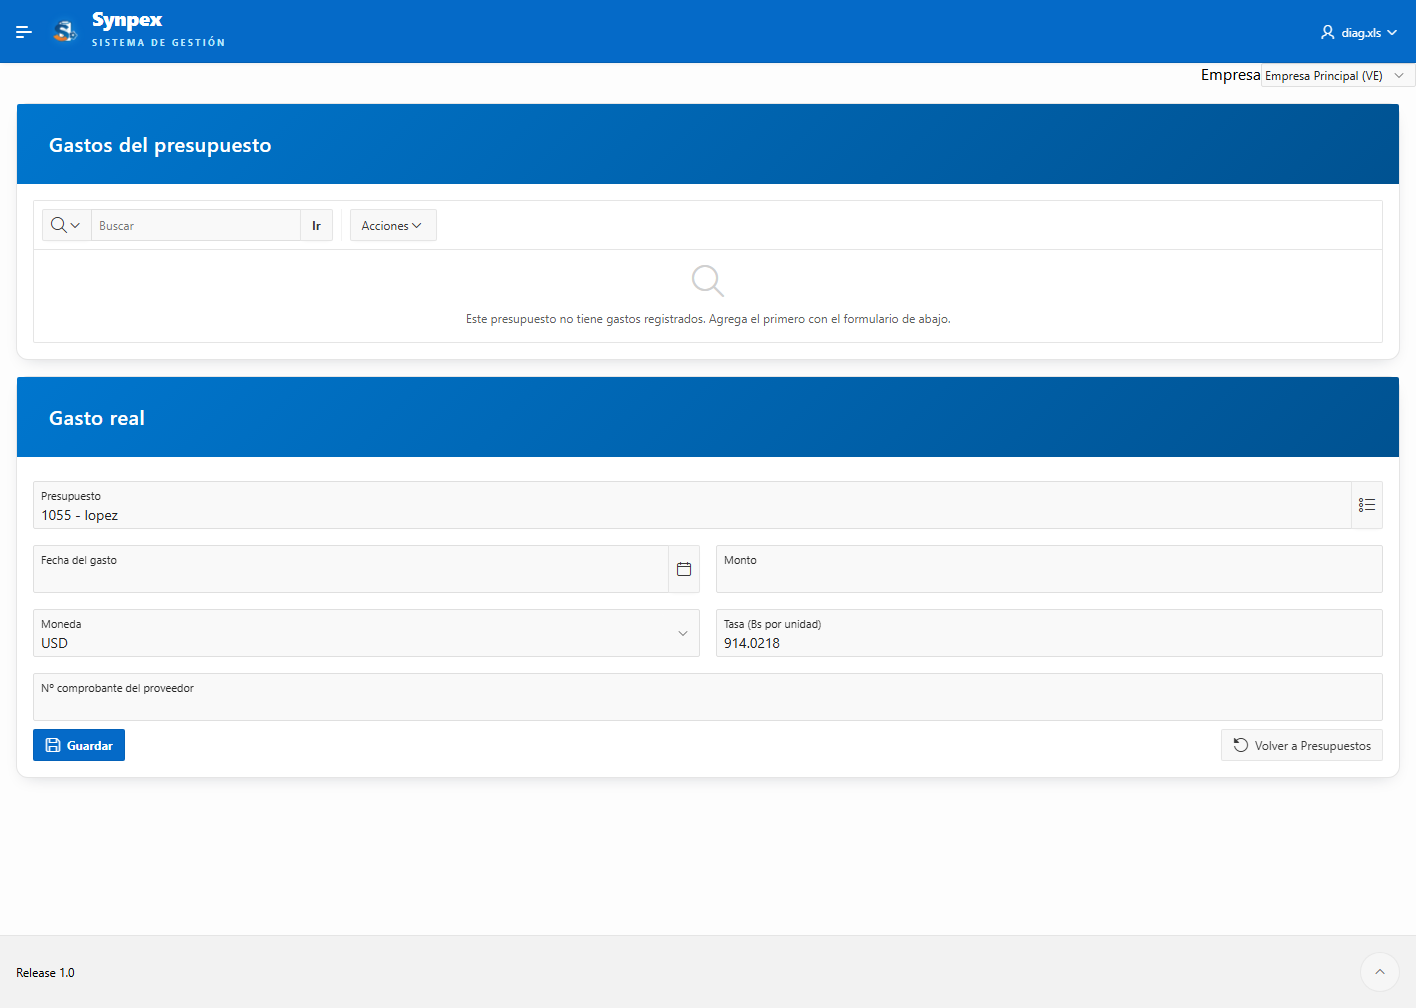 Synpex
SISTEMA DE GESTIÓN
diag.xls
Empresa Empresa Principal (VE)
Gastos del presupuesto
Buscar Ir Acciones
Este presupuesto no tiene gastos registrados. Agrega el primero con el formulario de abajo.
Gasto real
Presupuesto
1055 - lopez
Fecha del gasto
Monto
Moneda
USD
Tasa (Bs por unidad)
914.0218
Nº comprobante del proveedor
Guardar
Volver a Presupuestos
Release 1.0